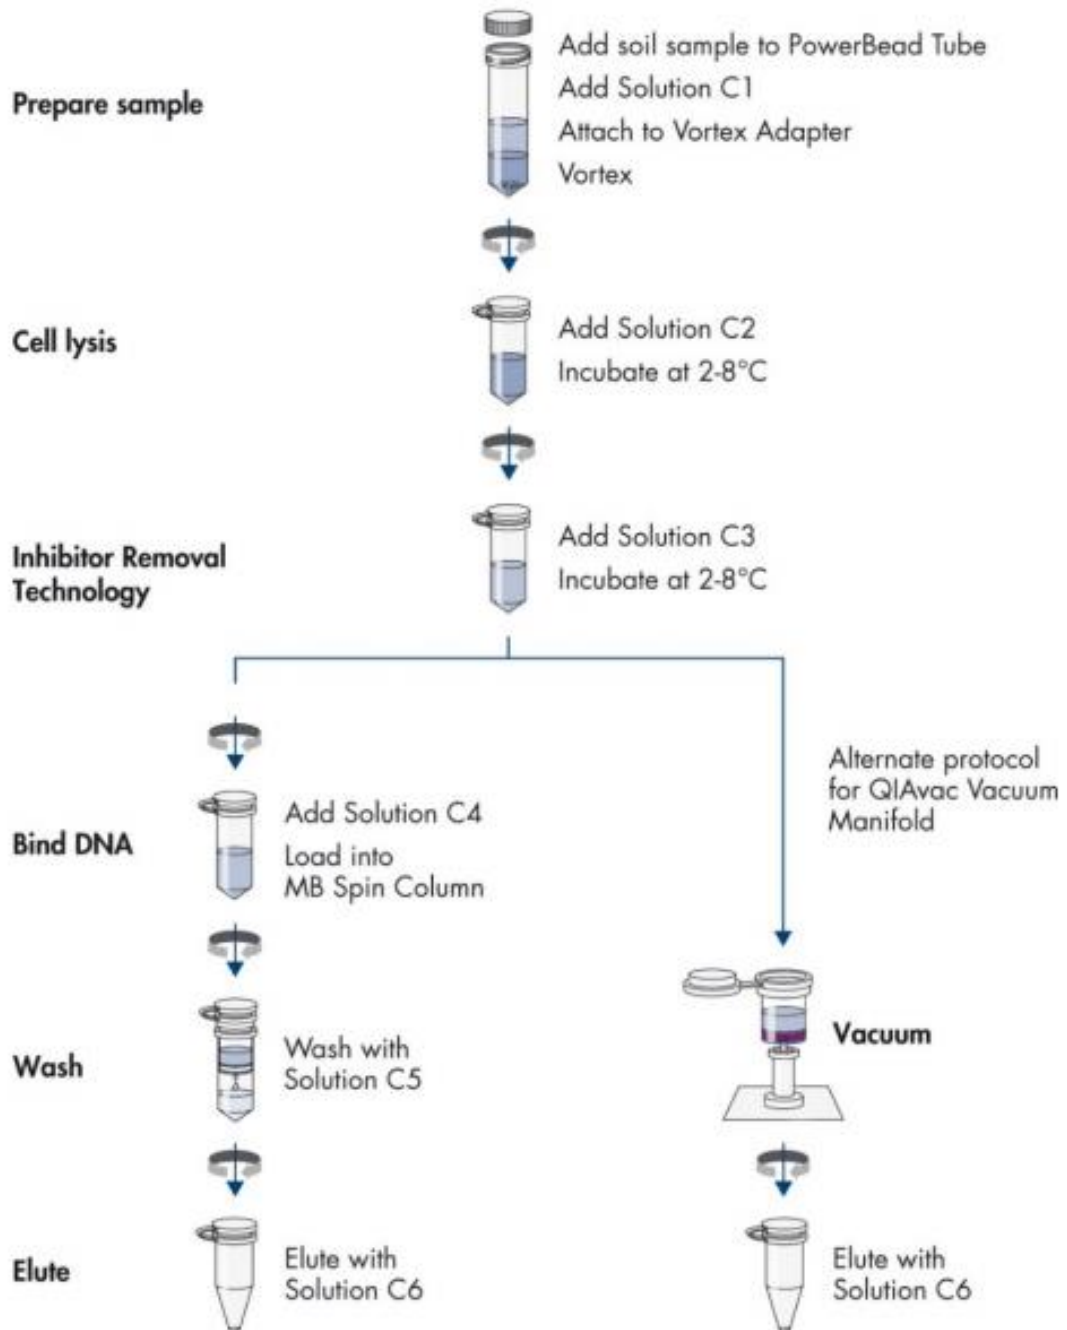 Prepare sample
Add soil sample to PowerBead Tube
Add Solution C1
Attach to Vortex Adapter
Vortex
Cell lysis
Add Solution C2
Incubate at 2-8°C
Inhibitor Removal
Technology
Add Solution C3
Incubate at 2-8°C
Alternate protocol
for QIAvac Vacuum
Manifold
Bind DNA
Add Solution C4
Load into
MB Spin Column
Wash
Wash with
Solution C5
Vacuum
Elute
Elute with
Solution C6
Elute with
Solution C6